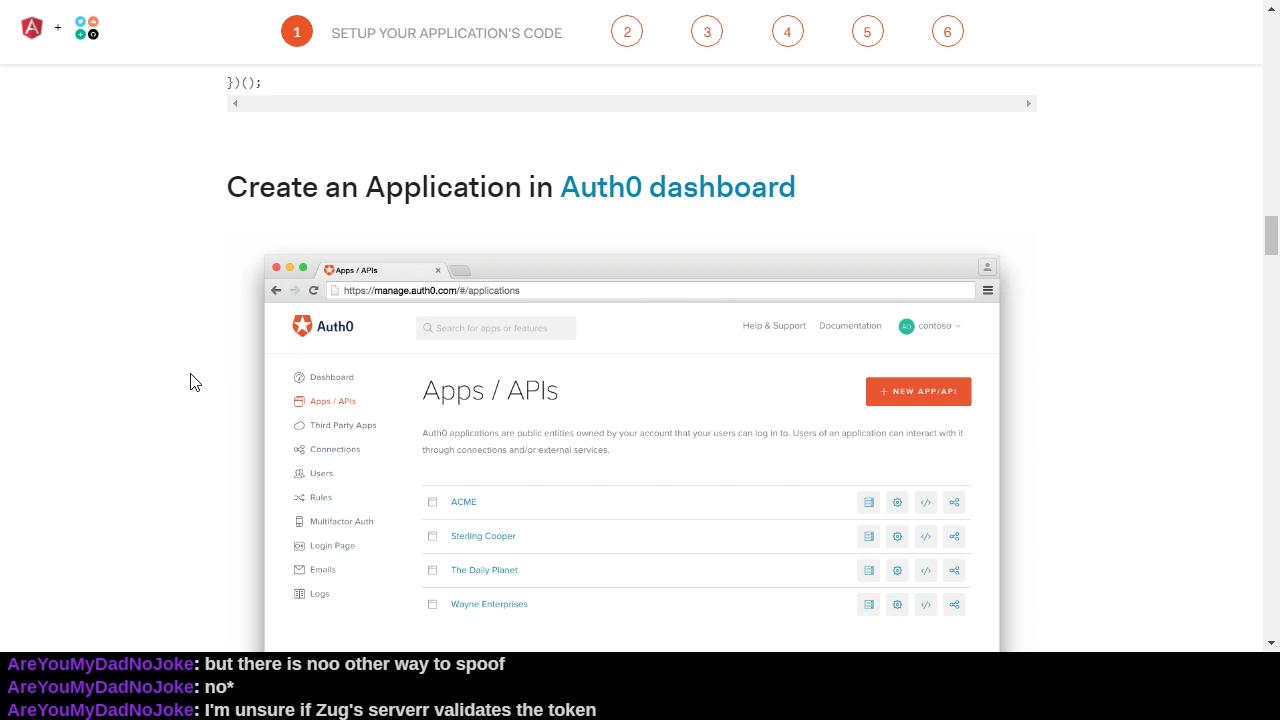 +
1 SETUP YOUR APPLICATION'S CODE 2 3 4 5 6
})();
Create an Application in Auth0 dashboard
Apps / APIs
https://manage.auth0.com/#/applications
Auth0 Search for apps or features Help & Support Documentation AD contoso
Dashboard
Apps / APIs
Third Party Apps
Connections
Users
Rules
Multifactor Auth
Login Page
Emails
Logs
Apps / APIs
+ NEW APP/API
Auth0 applications are public entities owned by your account that your users can log in to. Users of an application can interact with it
through connections and/or external services.
ACME
Sterling Cooper
The Daily Planet
Wayne Enterprises
AreYouMyDadNoJoke: but there is noo other way to spoof
AreYouMyDadNoJoke: no*
AreYouMyDadNoJoke: I'm unsure if Zug's serverr validates the token